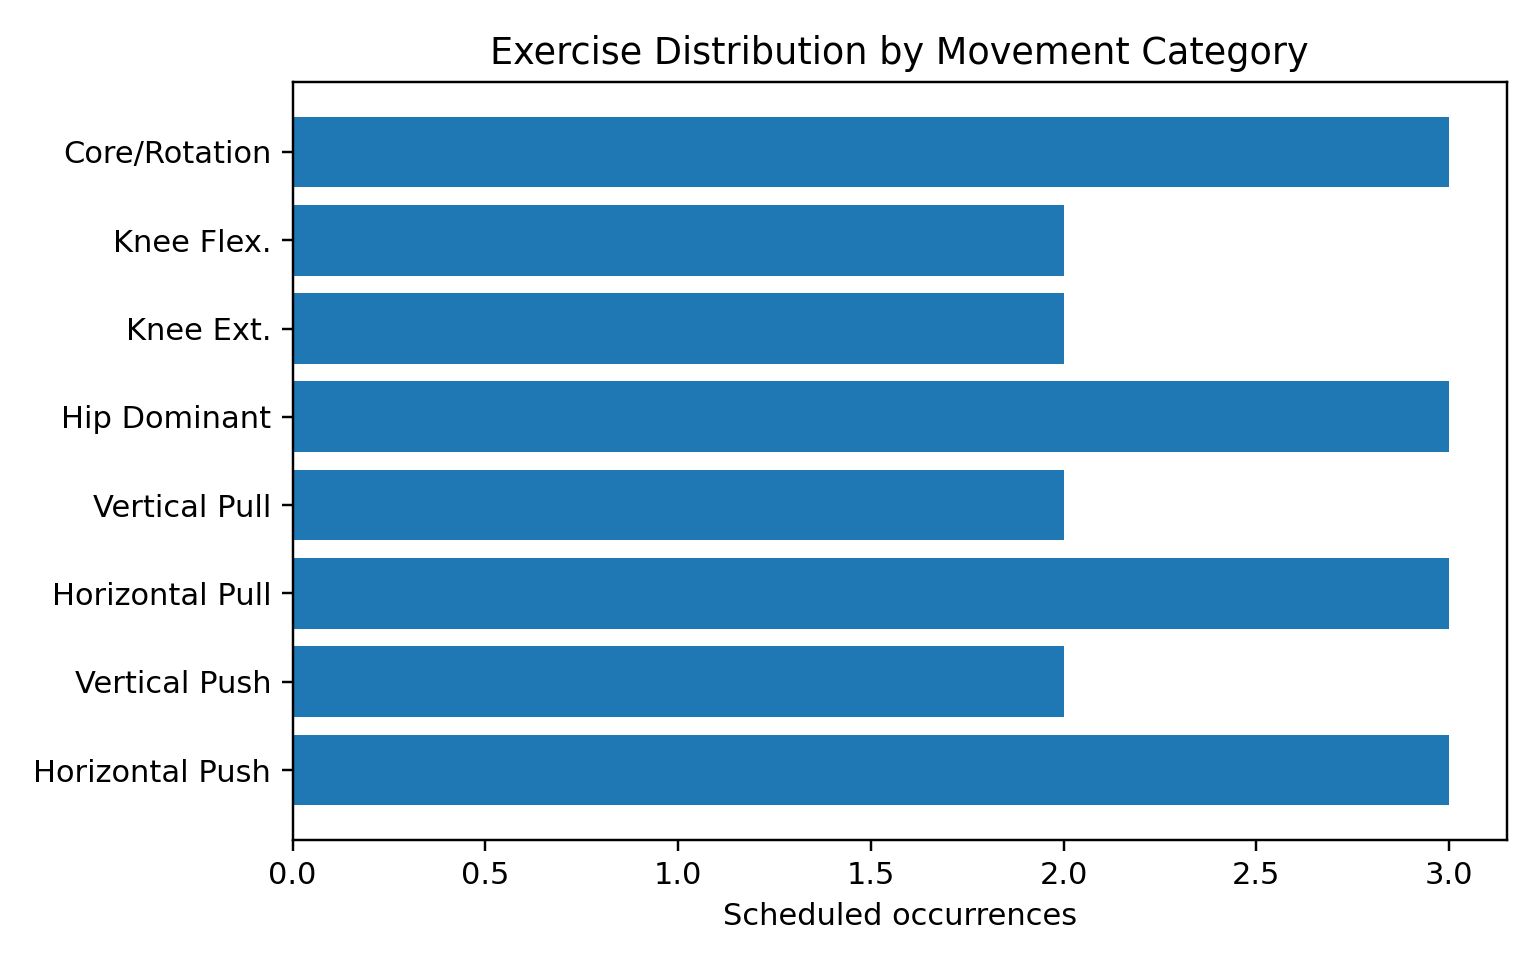 Exercise Distribution by Movement Category
Core/Rotation
Knee Flex.
Knee Ext.
Hip Dominant
Vertical Pull
Horizontal Pull
Vertical Push
Horizontal Push
0.0 0.5 1.0 1.5 2.0 2.5 3.0
Scheduled occurrences